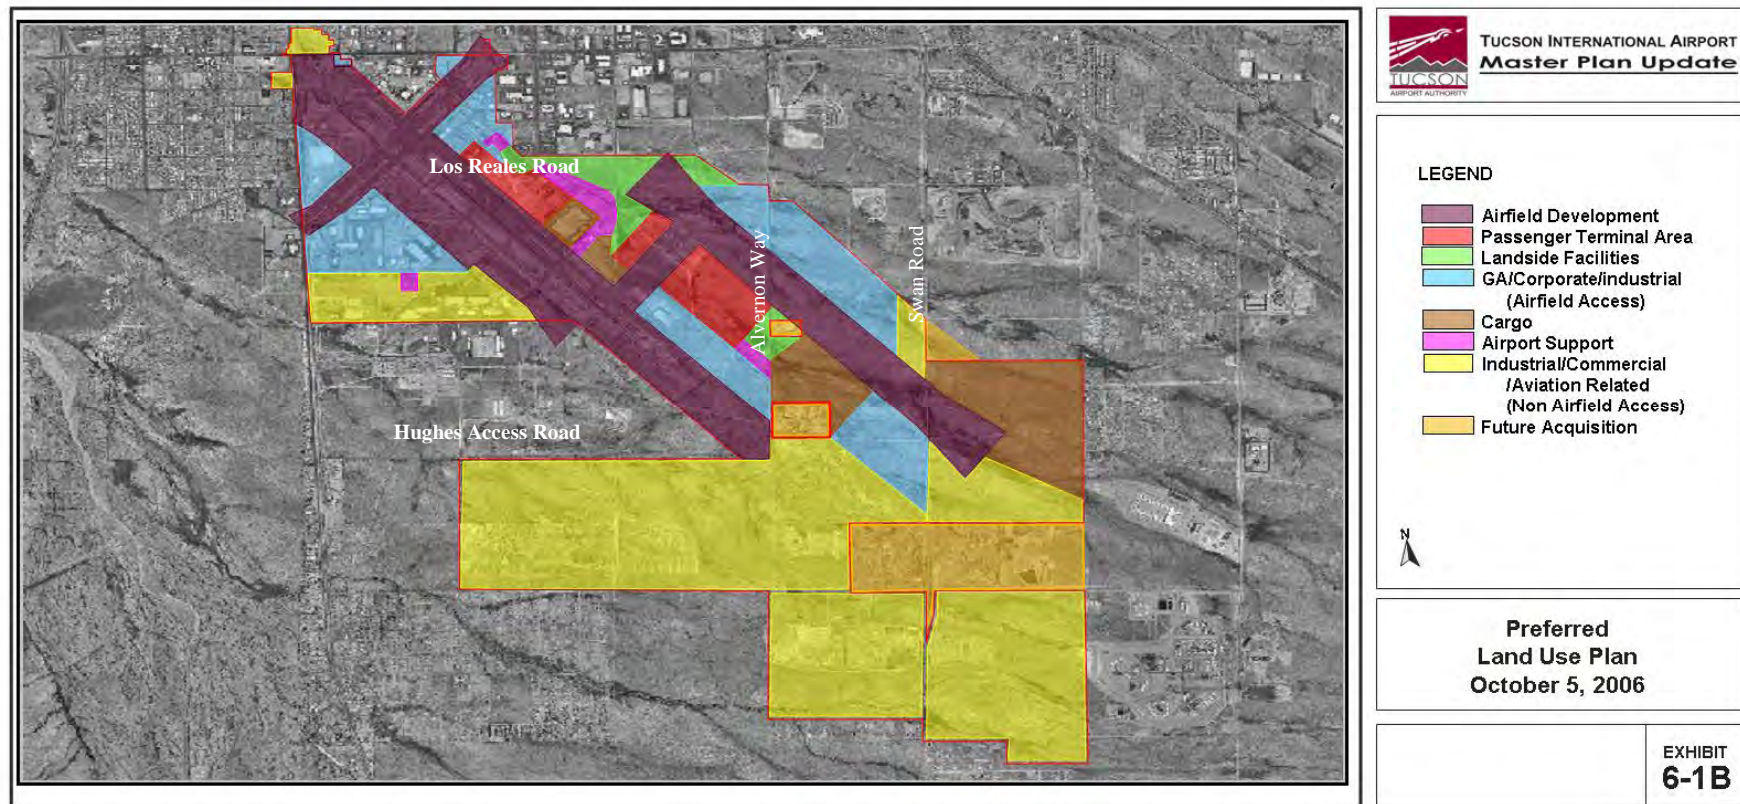 TUCSON
AIRPORT AUTHORITY
TUCSON INTERNATIONAL AIRPORT
Master Plan Update
LEGEND
Airfield Development
Passenger Terminal Area
Landside Facilities
GA/Corporate/industrial
(Airfield Access)
Cargo
Airport Support
Industrial/Commercial
/Aviation Related
(Non Airfield Access)
Future Acquisition
N
Preferred
Land Use Plan
October 5, 2006
EXHIBIT
6-1B
Los Reales Road
Alvernon Way
Swan Road
Hughes Access Road